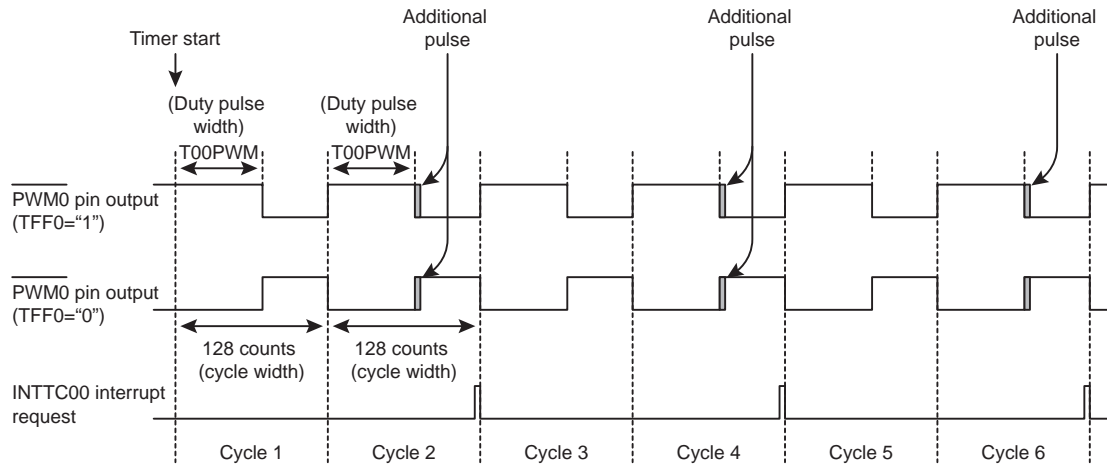 Additional
pulse
Additional
pulse
Additional
pulse
Timer start
(Duty pulse
width)
T00PWM
(Duty pulse
width)
T00PWM
PWM0 pin output
(TFF0=“1”)
PWM0 pin output
(TFF0=“0”)
128 counts
(cycle width)
128 counts
(cycle width)
INTTC00 interrupt
request
Cycle 1
Cycle 2
Cycle 3
Cycle 4
Cycle 5
Cycle 6